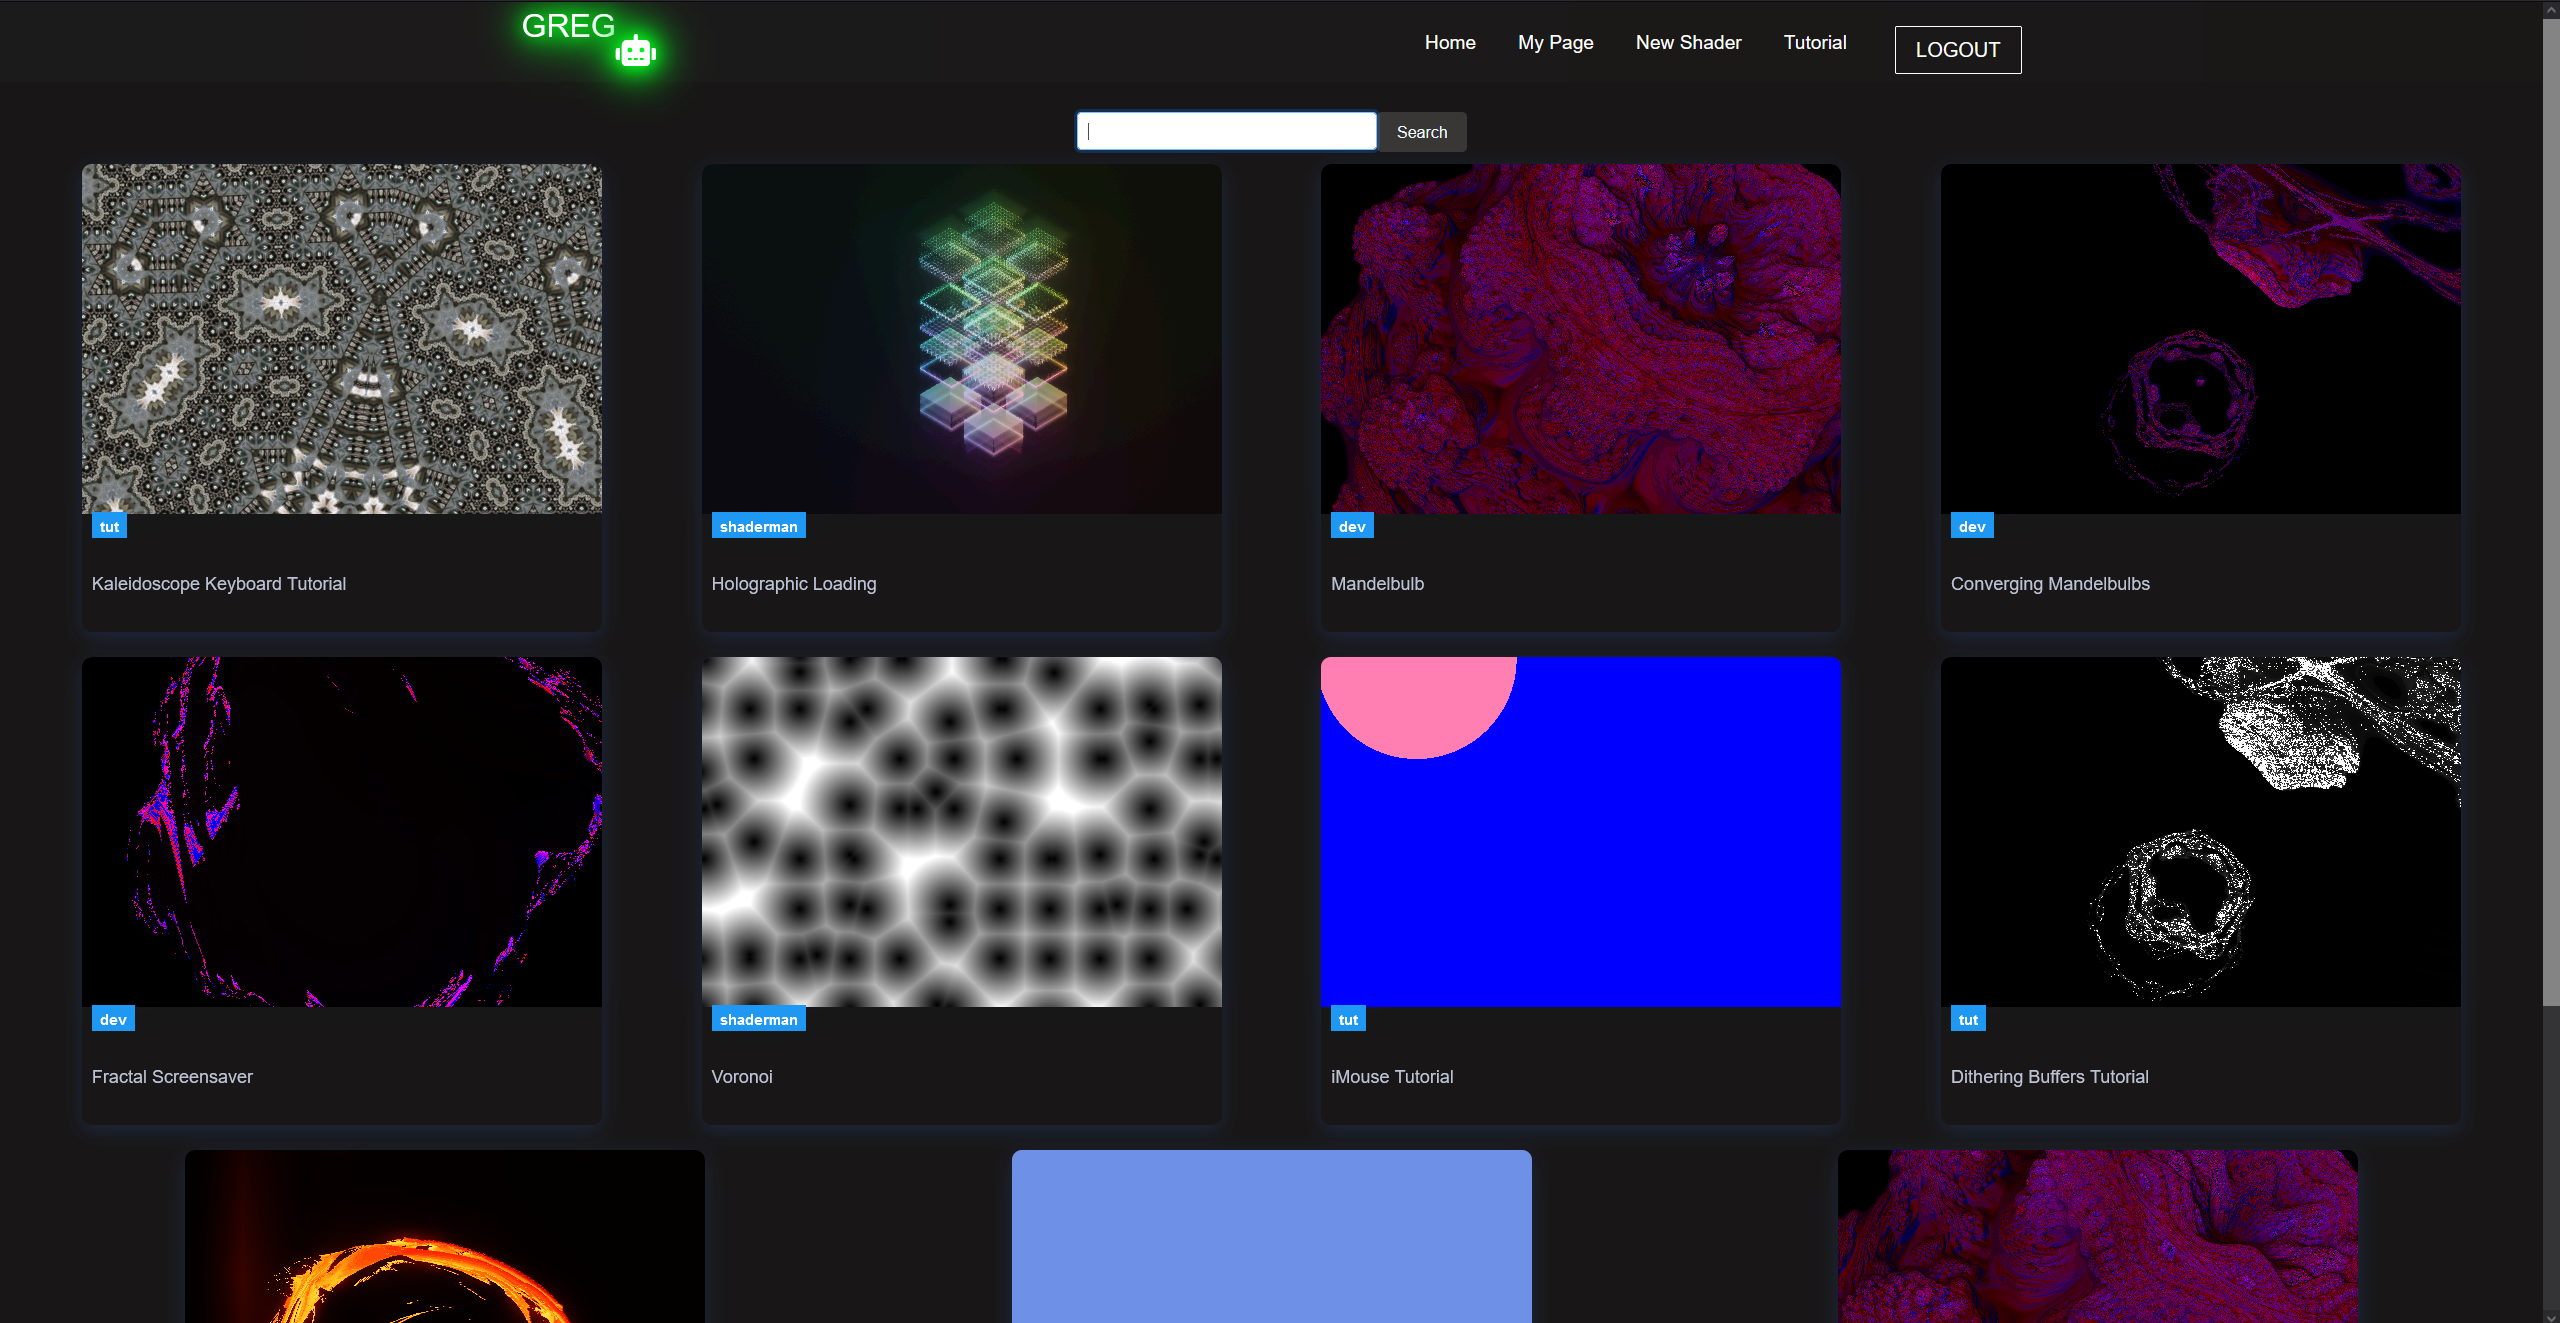 GREG
Home My Page New Shader Tutorial LOGOUT
Search
tut
Kaleidoscope Keyboard Tutorial
shaderman
Holographic Loading
dev
Mandelbulb
dev
Converging Mandelbulbs
dev
Fractal Screensaver
shaderman
Voronoi
tut
iMouse Tutorial
tut
Dithering Buffers Tutorial